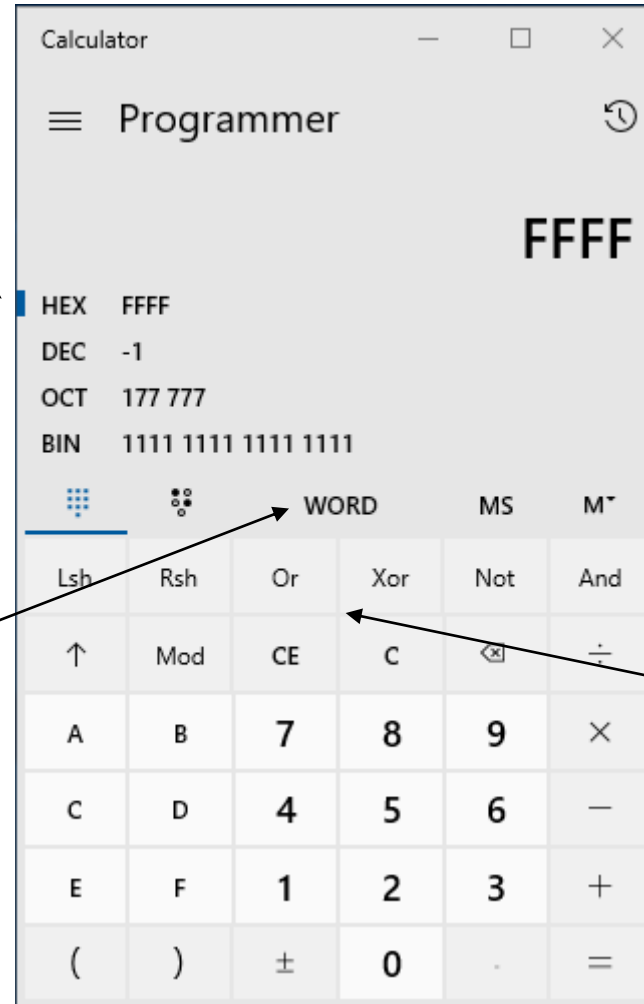 Calculator
Programmer
FFFF
HEX FFFF
DEC -1
OCT 177 777
BIN 1111 1111 1111 1111
WORD MS M
Lsh Rsh Or Xor Not And
↑ Mod CE C ⌫ ÷
A B 7 8 9 ×
C D 4 5 6 −
E F 1 2 3 +
( ) ± 0 . =